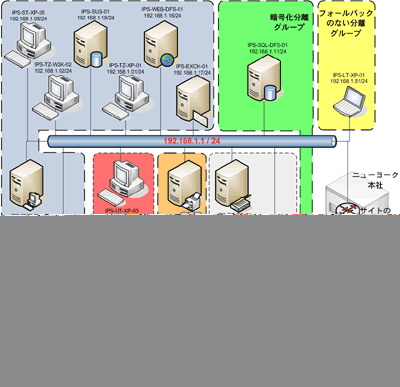 IPS-ST-XP-05
192.168.1.05/24
IPS-SUS-01
192.168.1.18/24
IPS-WEB-DFS-01
192.168.1.16/24
IPS-TZ-W2K-02
192.168.1.02/24
IPS-TZ-XP-01
192.168.1.01/24
IPS-EXCH-01
192.168.1.17/24
暗号化分離
グループ
IPS-SQL-DFS-01
192.168.1.11/24
フォールバック
のない分離
グループ
IPS-LT-XP-01
192.168.1.51/24
192.168.1.1 / 24
IPS-UT-XP-03
ニューヨーク
本社
サイトの